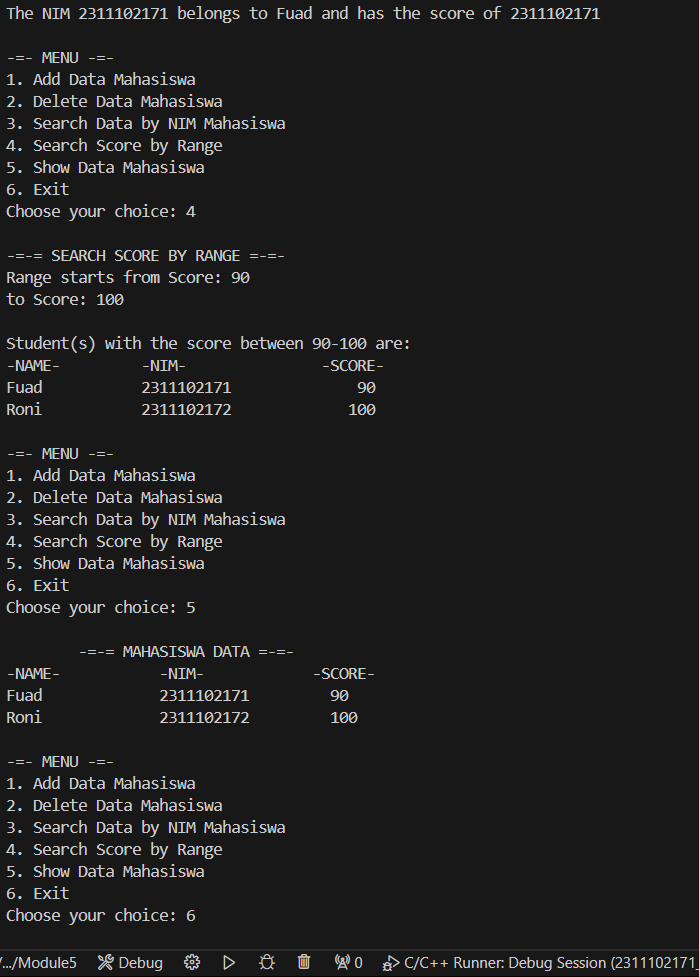 The NIM 2311102171 belongs to Fuad and has the score of 2311102171
-=- MENU -=-
1. Add Data Mahasiswa
2. Delete Data Mahasiswa
3. Search Data by NIM Mahasiswa
4. Search Score by Range
5. Show Data Mahasiswa
6. Exit
Choose your choice: 4
-=-= SEARCH SCORE BY RANGE =-=-
Range starts from Score: 90
to Score: 100
Student(s) with the score between 90-100 are:
-NAME- -NIM- -SCORE-
Fuad 2311102171 90
Roni 2311102172 100
-=- MENU -=-
1. Add Data Mahasiswa
2. Delete Data Mahasiswa
3. Search Data by NIM Mahasiswa
4. Search Score by Range
5. Show Data Mahasiswa
6. Exit
Choose your choice: 5
-=-= MAHASISWA DATA =-=-
-NAME- -NIM- -SCORE-
Fuad 2311102171 90
Roni 2311102172 100
-=- MENU -=-
1. Add Data Mahasiswa
2. Delete Data Mahasiswa
3. Search Data by NIM Mahasiswa
4. Search Score by Range
5. Show Data Mahasiswa
6. Exit
Choose your choice: 6
/.../Module5 Debug 0 C/C++ Runner: Debug Session (2311102171